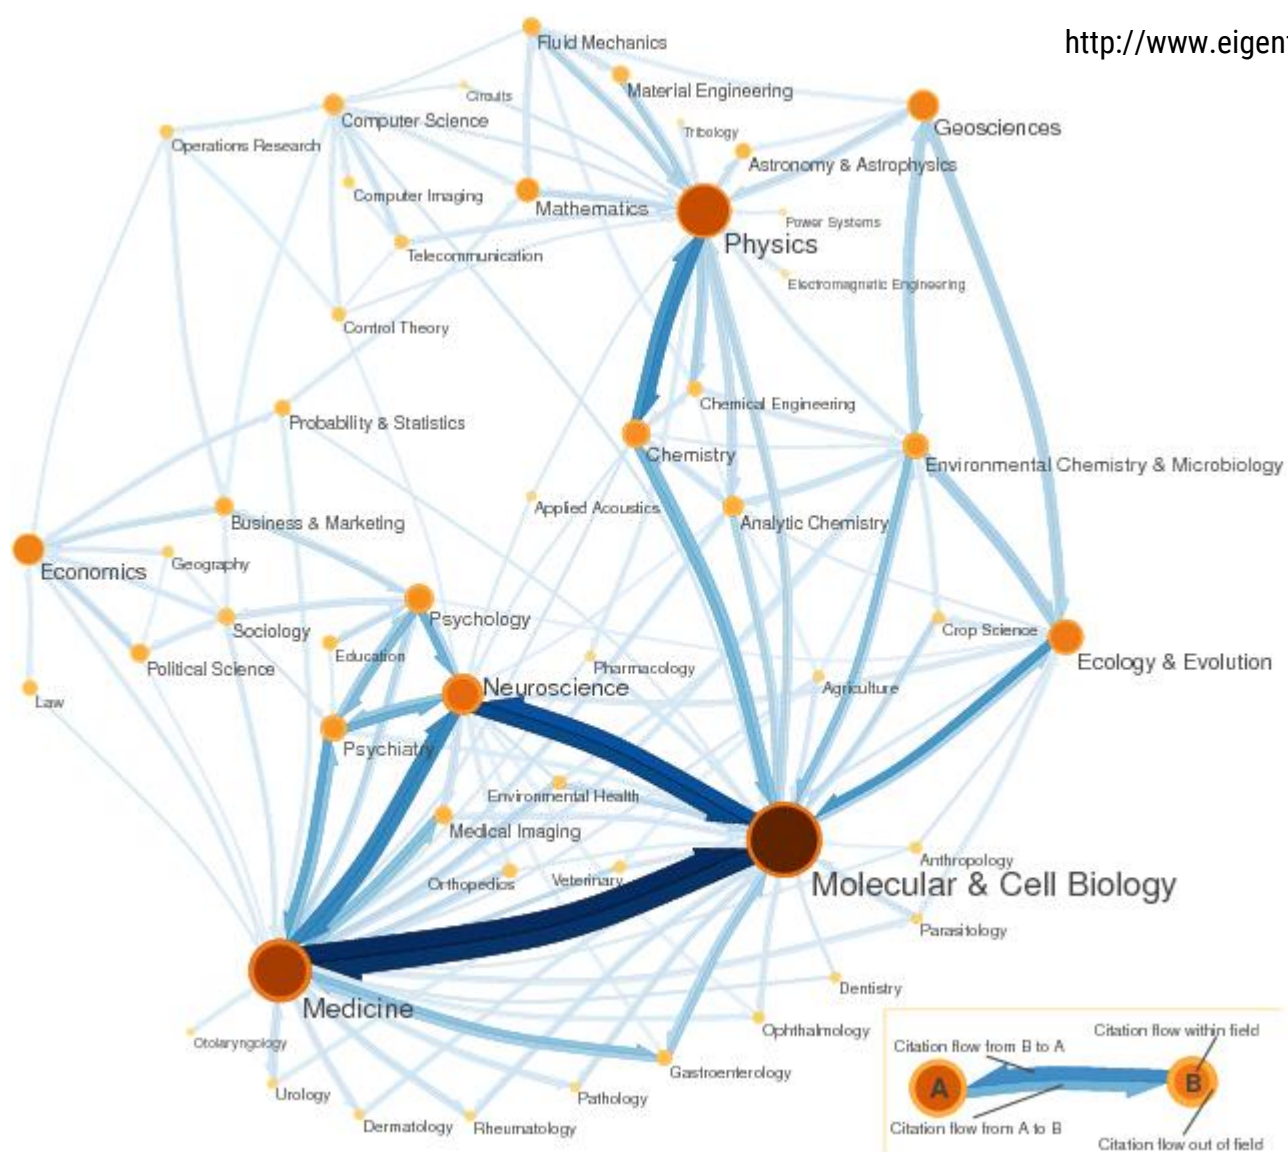 http://www.eigen
Fluid Mechanics
Material Engineering
Circuits
Computer Science
Tribology
Geosciences
Operations Research
Astronomy & Astrophysics
Computer Imaging
Mathematics
Power Systems
Physics
Telecommunication
Electromagnetic Engineering
Control Theory
Chemical Engineering
Probability & Statistics
Chemistry
Environmental Chemistry & Microbiology
Applied Acoustics
Analytic Chemistry
Business & Marketing
Geography
Economics
Psychology
Sociology
Crop Science
Education
Political Science
Pharmacology
Ecology & Evolution
Neuroscience
Agriculture
Law
Psychiatry
Environmental Health
Medical Imaging
Anthropology
Orthopedics
Veterinary
Molecular & Cell Biology
Parasitology
Dentistry
Medicine
Ophthalmology
Otolaryngology
Gastroenterology
Urology
Pathology
Dermatology
Rheumatology
Citation flow within field
Citation flow from B to A
A
B
Citation flow from A to B
Citation flow out of field